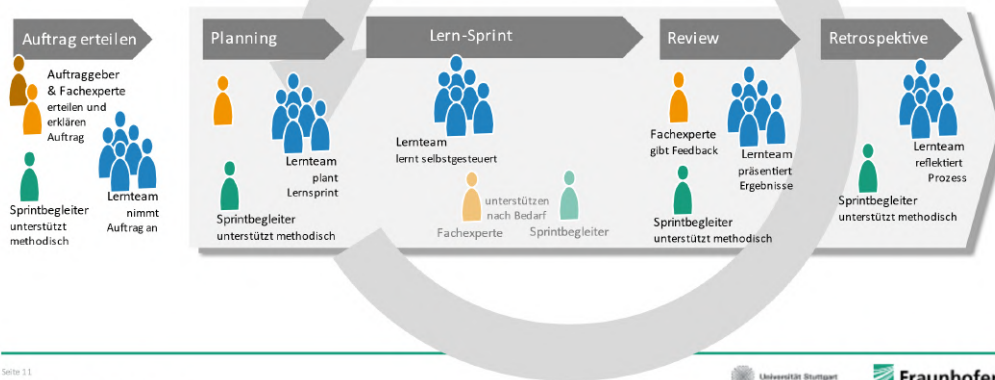 Auftrag erteilen
Auftraggeber
& Fachexperte
erteilen und
erklären
Auftrag
Sprintbegleiter
unterstützt
methodisch
Lernteam
nimmt
Auftrag an
Planning
Lernteam
plant
Lernsprint
Sprintbegleiter
unterstützt methodisch
Lern-Sprint
Lernteam
lernt selbstgesteuert
unterstützen
nach Bedarf
Fachexperte
Sprintbegleiter
Review
Fachexperte
gibt Feedback
Lernteam
präsentiert
Ergebnisse
Sprintbegleiter
unterstützt methodisch
Retrospektive
Lernteam
reflektiert
Prozess
Sprintbegleiter
unterstützt methodisch
Seite 11
Universität Stuttgart
Fraunhofer